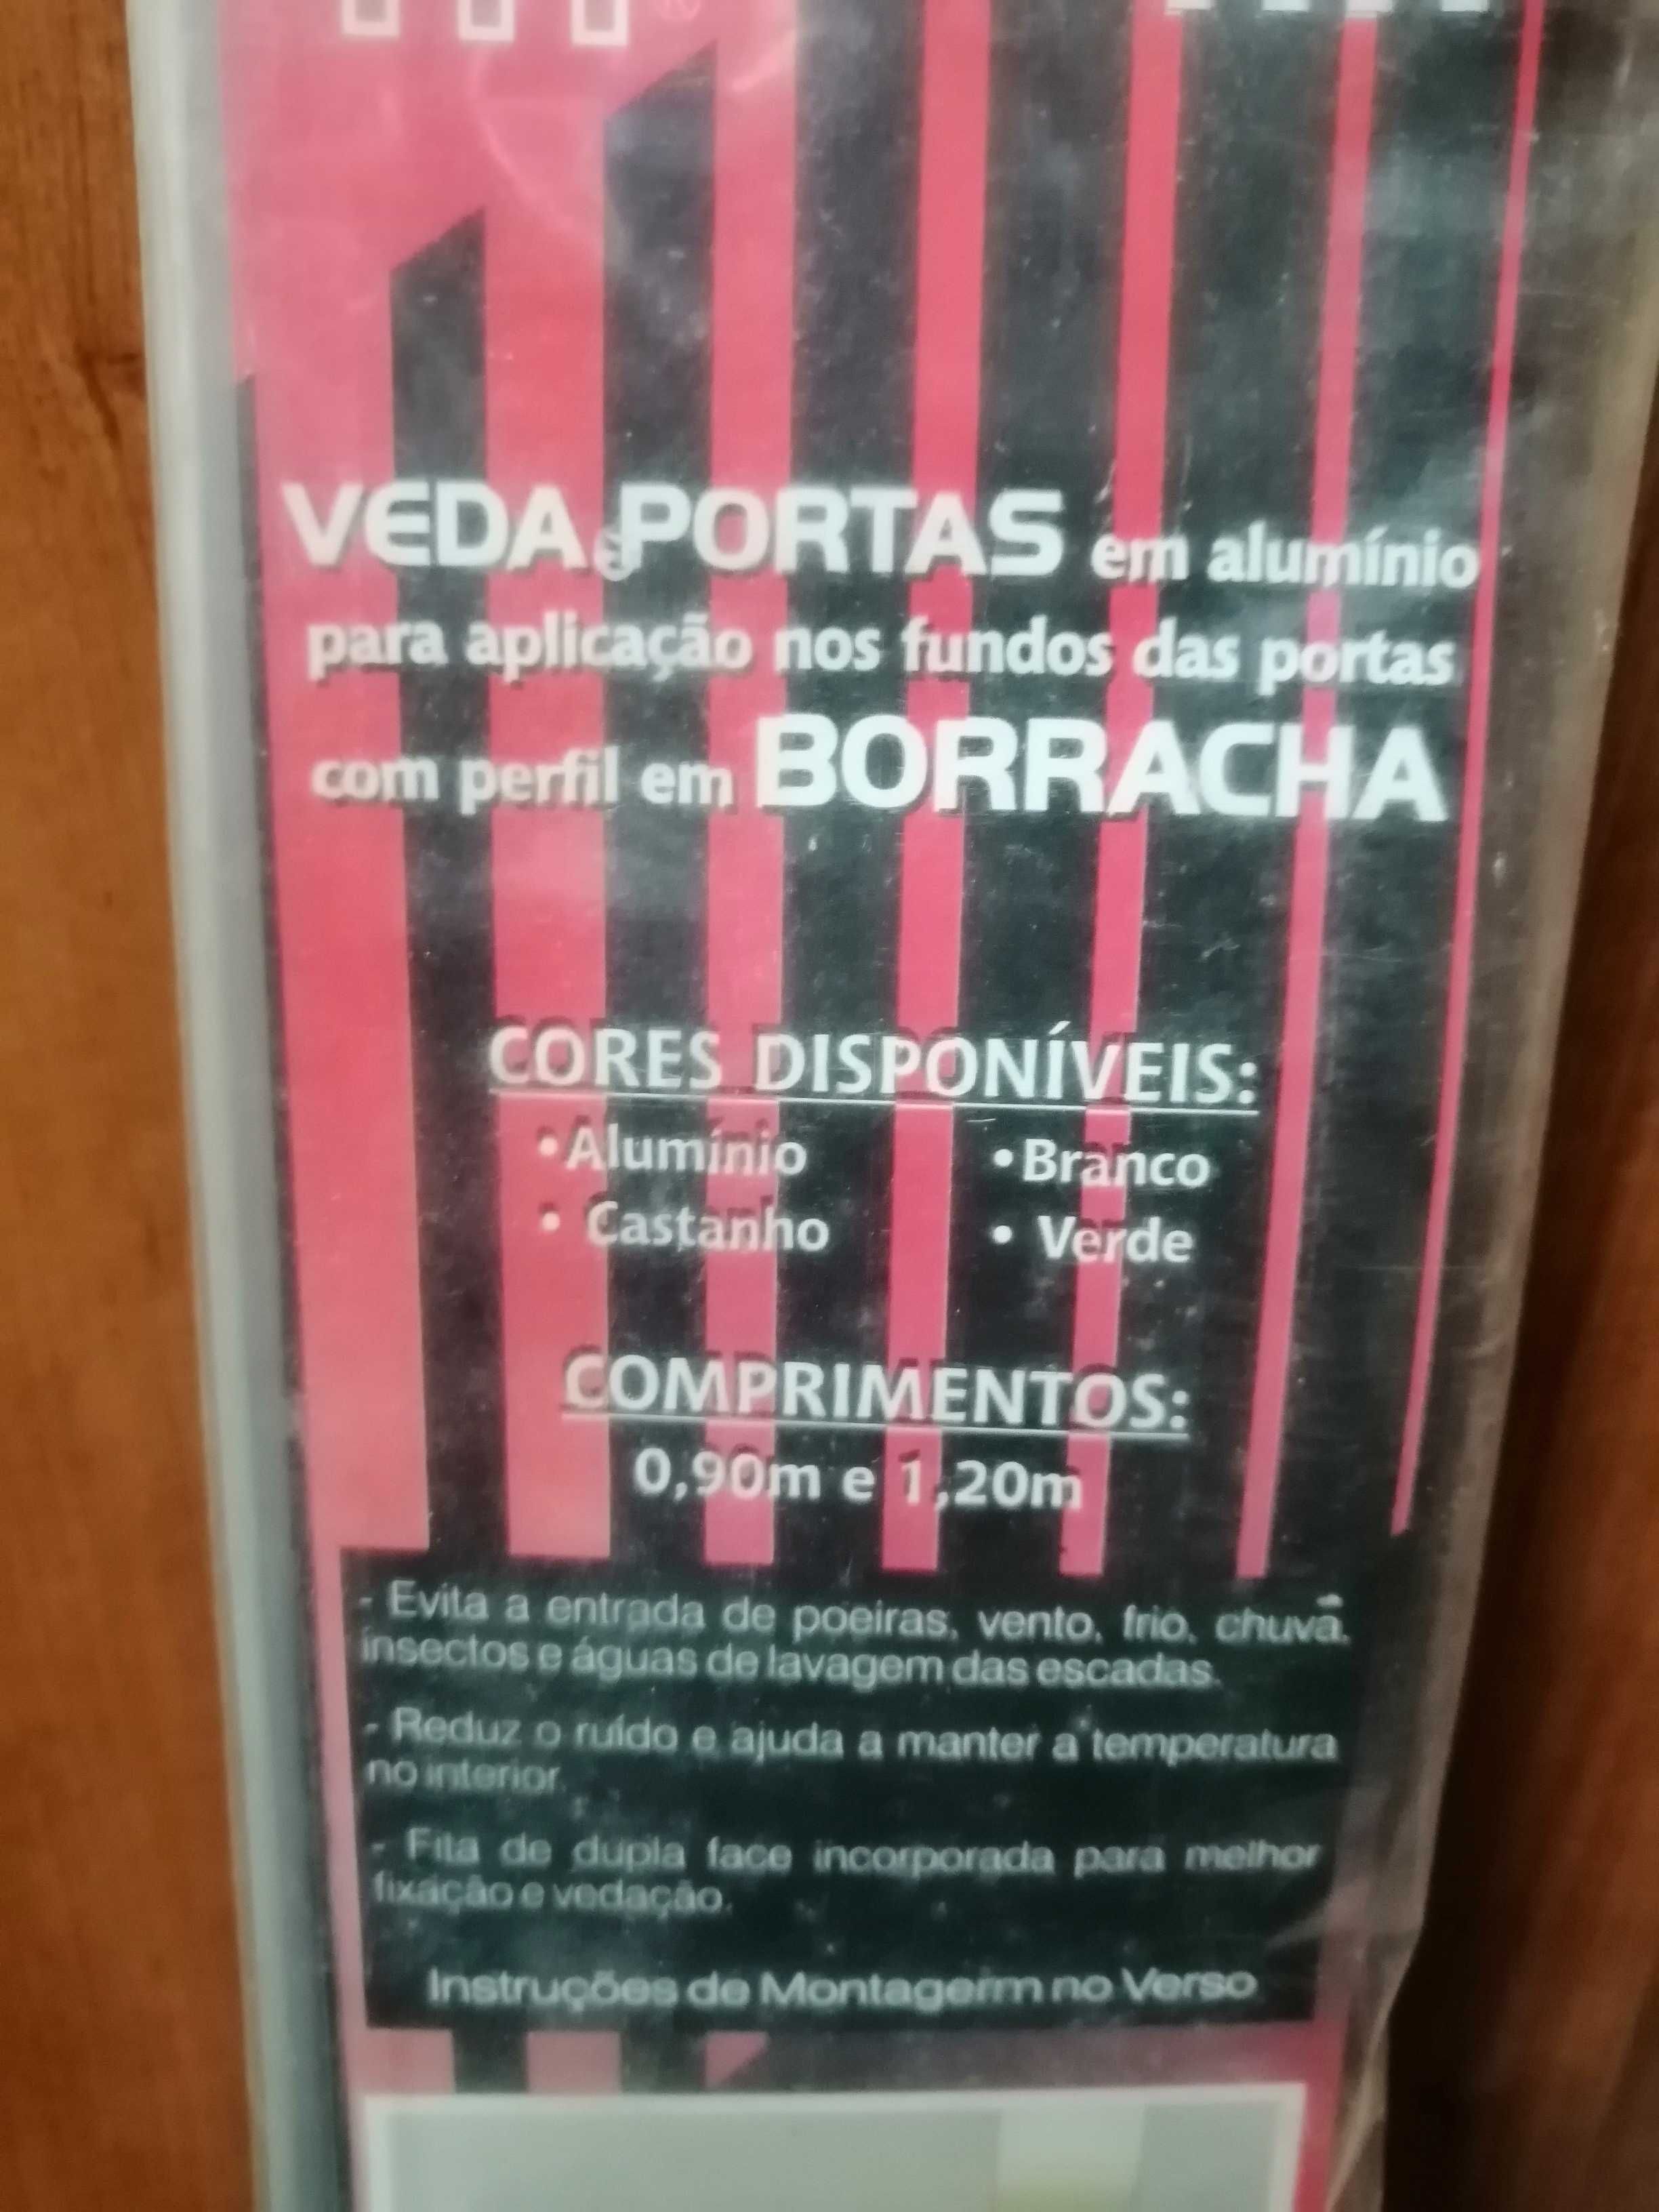 VEDA PORTAS em alumínio
para aplicação nos fundos das portas
com perfil em BORRACHA
CORES DISPONÍVEIS:
•Alumínio •Branco
• Castanho • Verde
COMPRIMENTOS:
0,90m e 1,20m
- Evita a entrada de poeiras, vento, frio, chuva,
insectos e águas de lavagem das escadas.
- Reduz o ruído e ajuda a manter a temperatura
no interior.
- Fita de dupla face incorporada para melhor
fixação e vedação.
Instruções de Montagerm no Verso